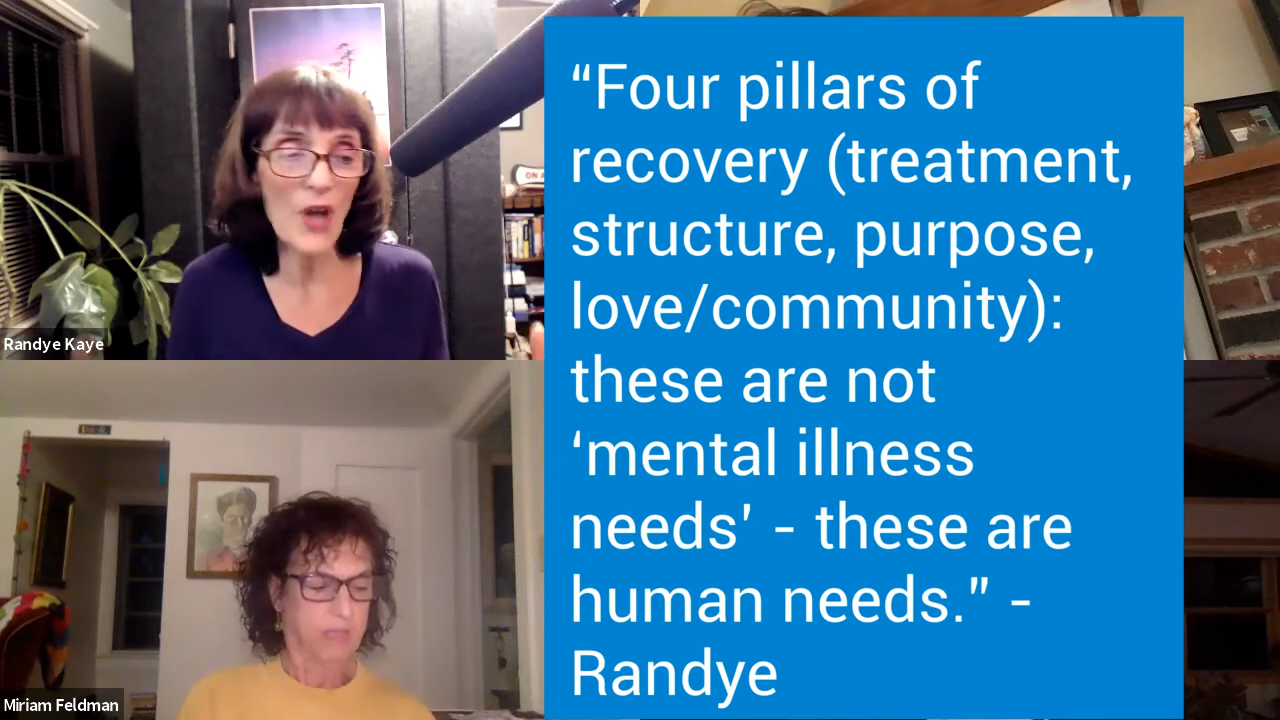 “Four pillars of
recovery (treatment,
structure, purpose,
love/community):
these are not
‘mental illness
needs’ - these are
human needs.” -
Randye
Randye Kaye
Miriam Feldman